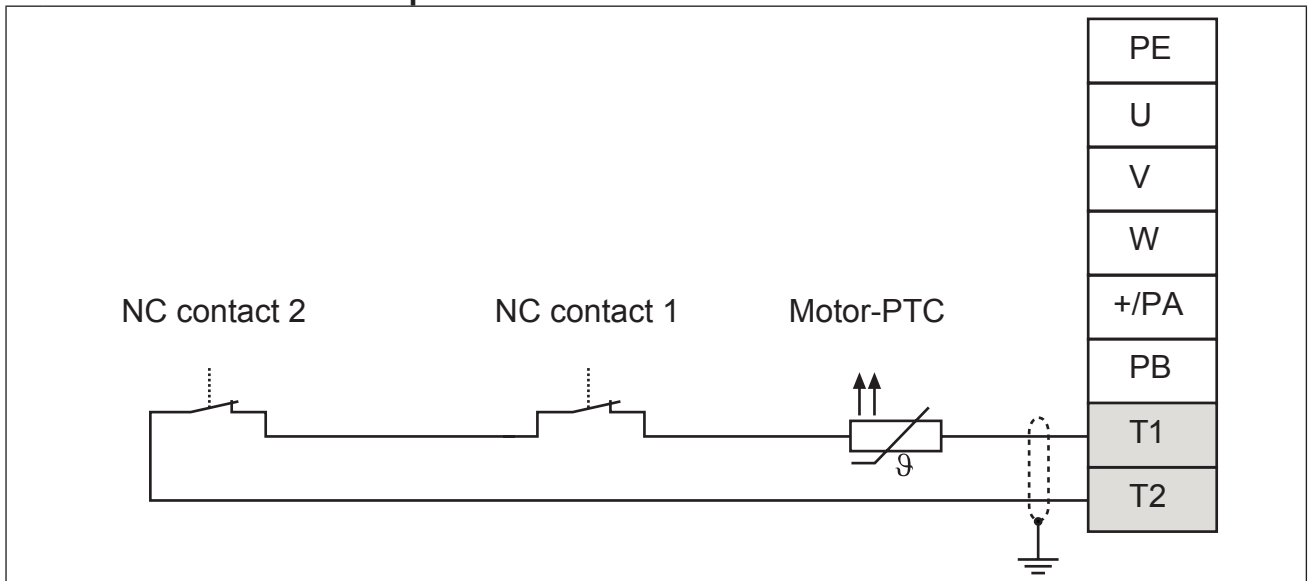 PE
U
V
W
+/PA
PB
T1
T2
NC contact 2
NC contact 1
Motor-PTC
ϑ